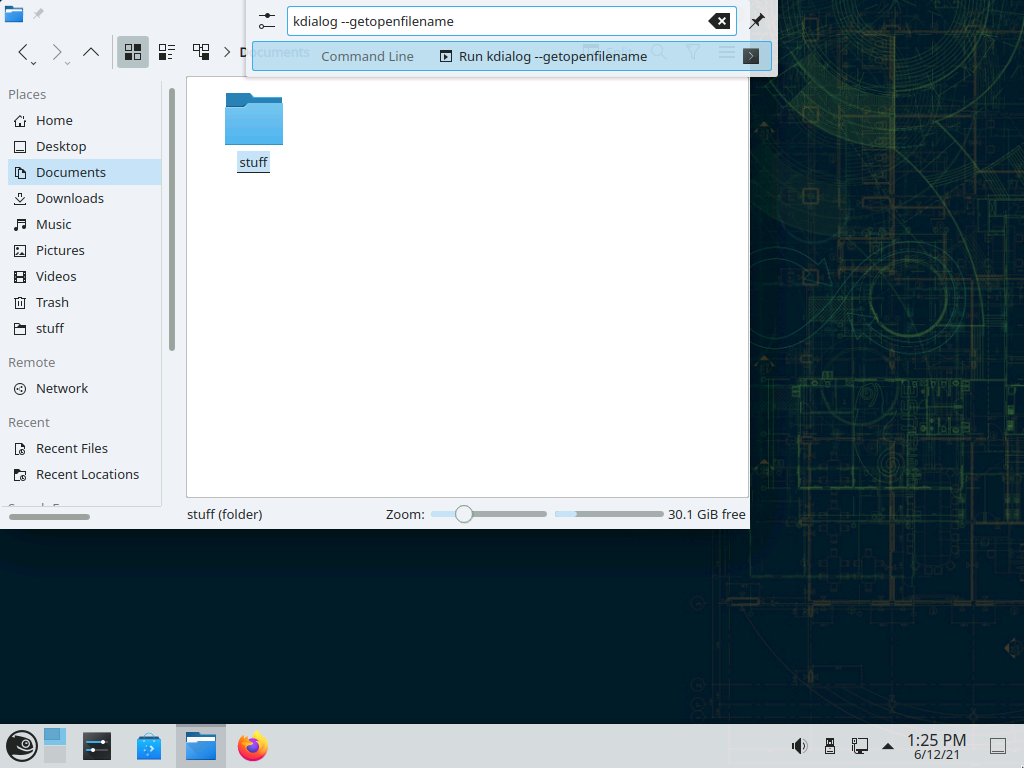 kdialog --getopenfilename
Command Line Run kdialog --getopenfilename
Documents
Places
Home
Desktop
Documents
Downloads
Music
Pictures
Videos
Trash
stuff
Remote
Network
Recent
Recent Files
Recent Locations
stuff
stuff (folder)
Zoom:
30.1 GiB free
1:25 PM
6/12/21